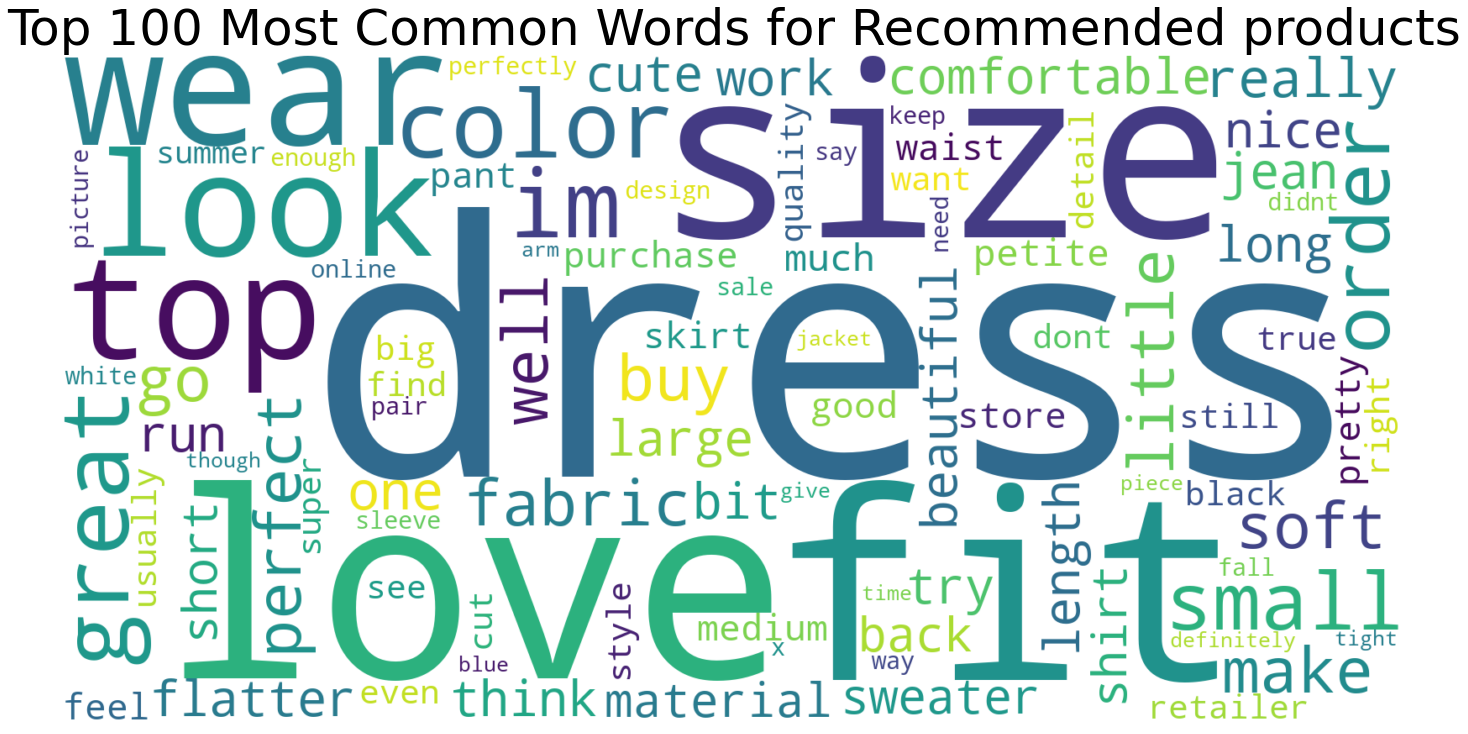 Top 100 Most Common Words for Recommended products
wear
perfectly
cute
work
comfortable
really
color
size
keep
nice
picture
summer
enough
look
pant
im
design
quality
say
waist
want
detail
jean
didnt
order
online
arm
purchase
much
need
petite
long
top
dress
sale
skirt
jacket
beautiful
dont
little
true
white
go
big
find
pair
well
buy
good
large
store
still
pretty
right
great
run
though
usually
short
perfect
super
one
sleeve
fabric
bit
give
length
piece
black
soft
love
fit
see
cut
style
medium
x
time
try
back
way
shirt
fall
small
definitely
tight
make
blue
feel
flatter
even
think
material
sweater
retailer